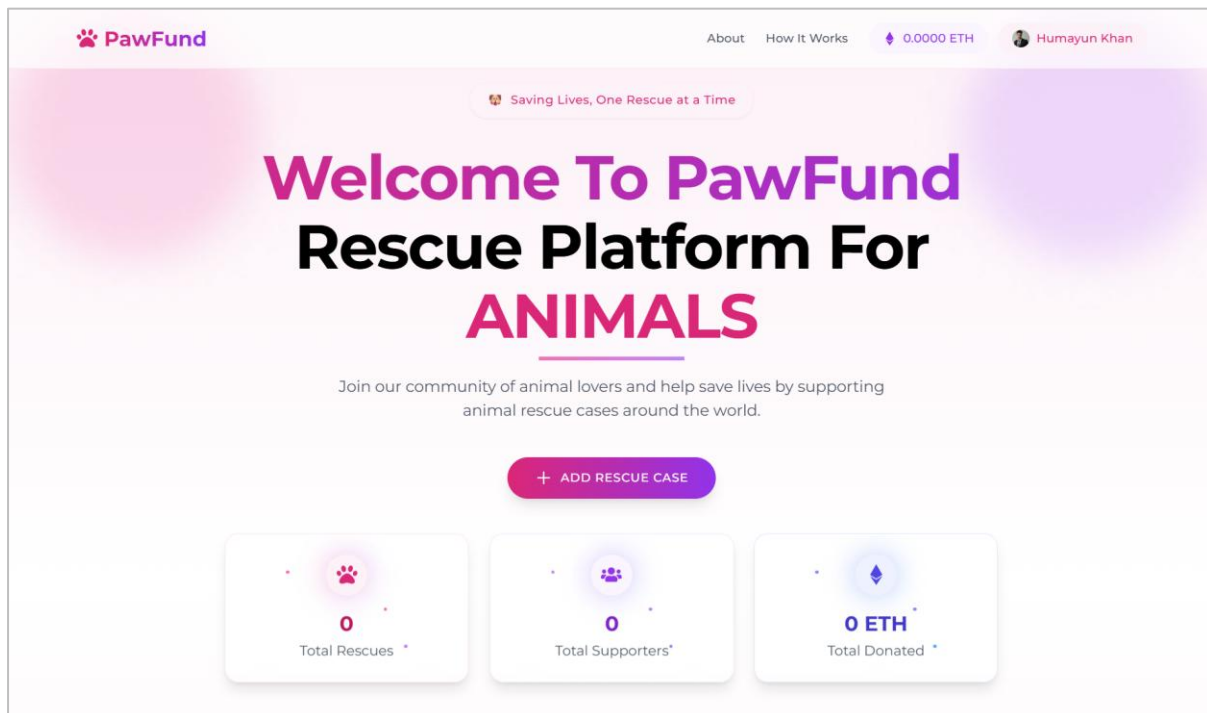 PawFund
About How It Works 0.0000 ETH Humayun Khan
Saving Lives, One Rescue at a Time
Welcome To PawFund
Rescue Platform For
ANIMALS
Join our community of animal lovers and help save lives by supporting
animal rescue cases around the world.
+ ADD RESCUE CASE
0
Total Rescues
0
Total Supporters
0 ETH
Total Donated